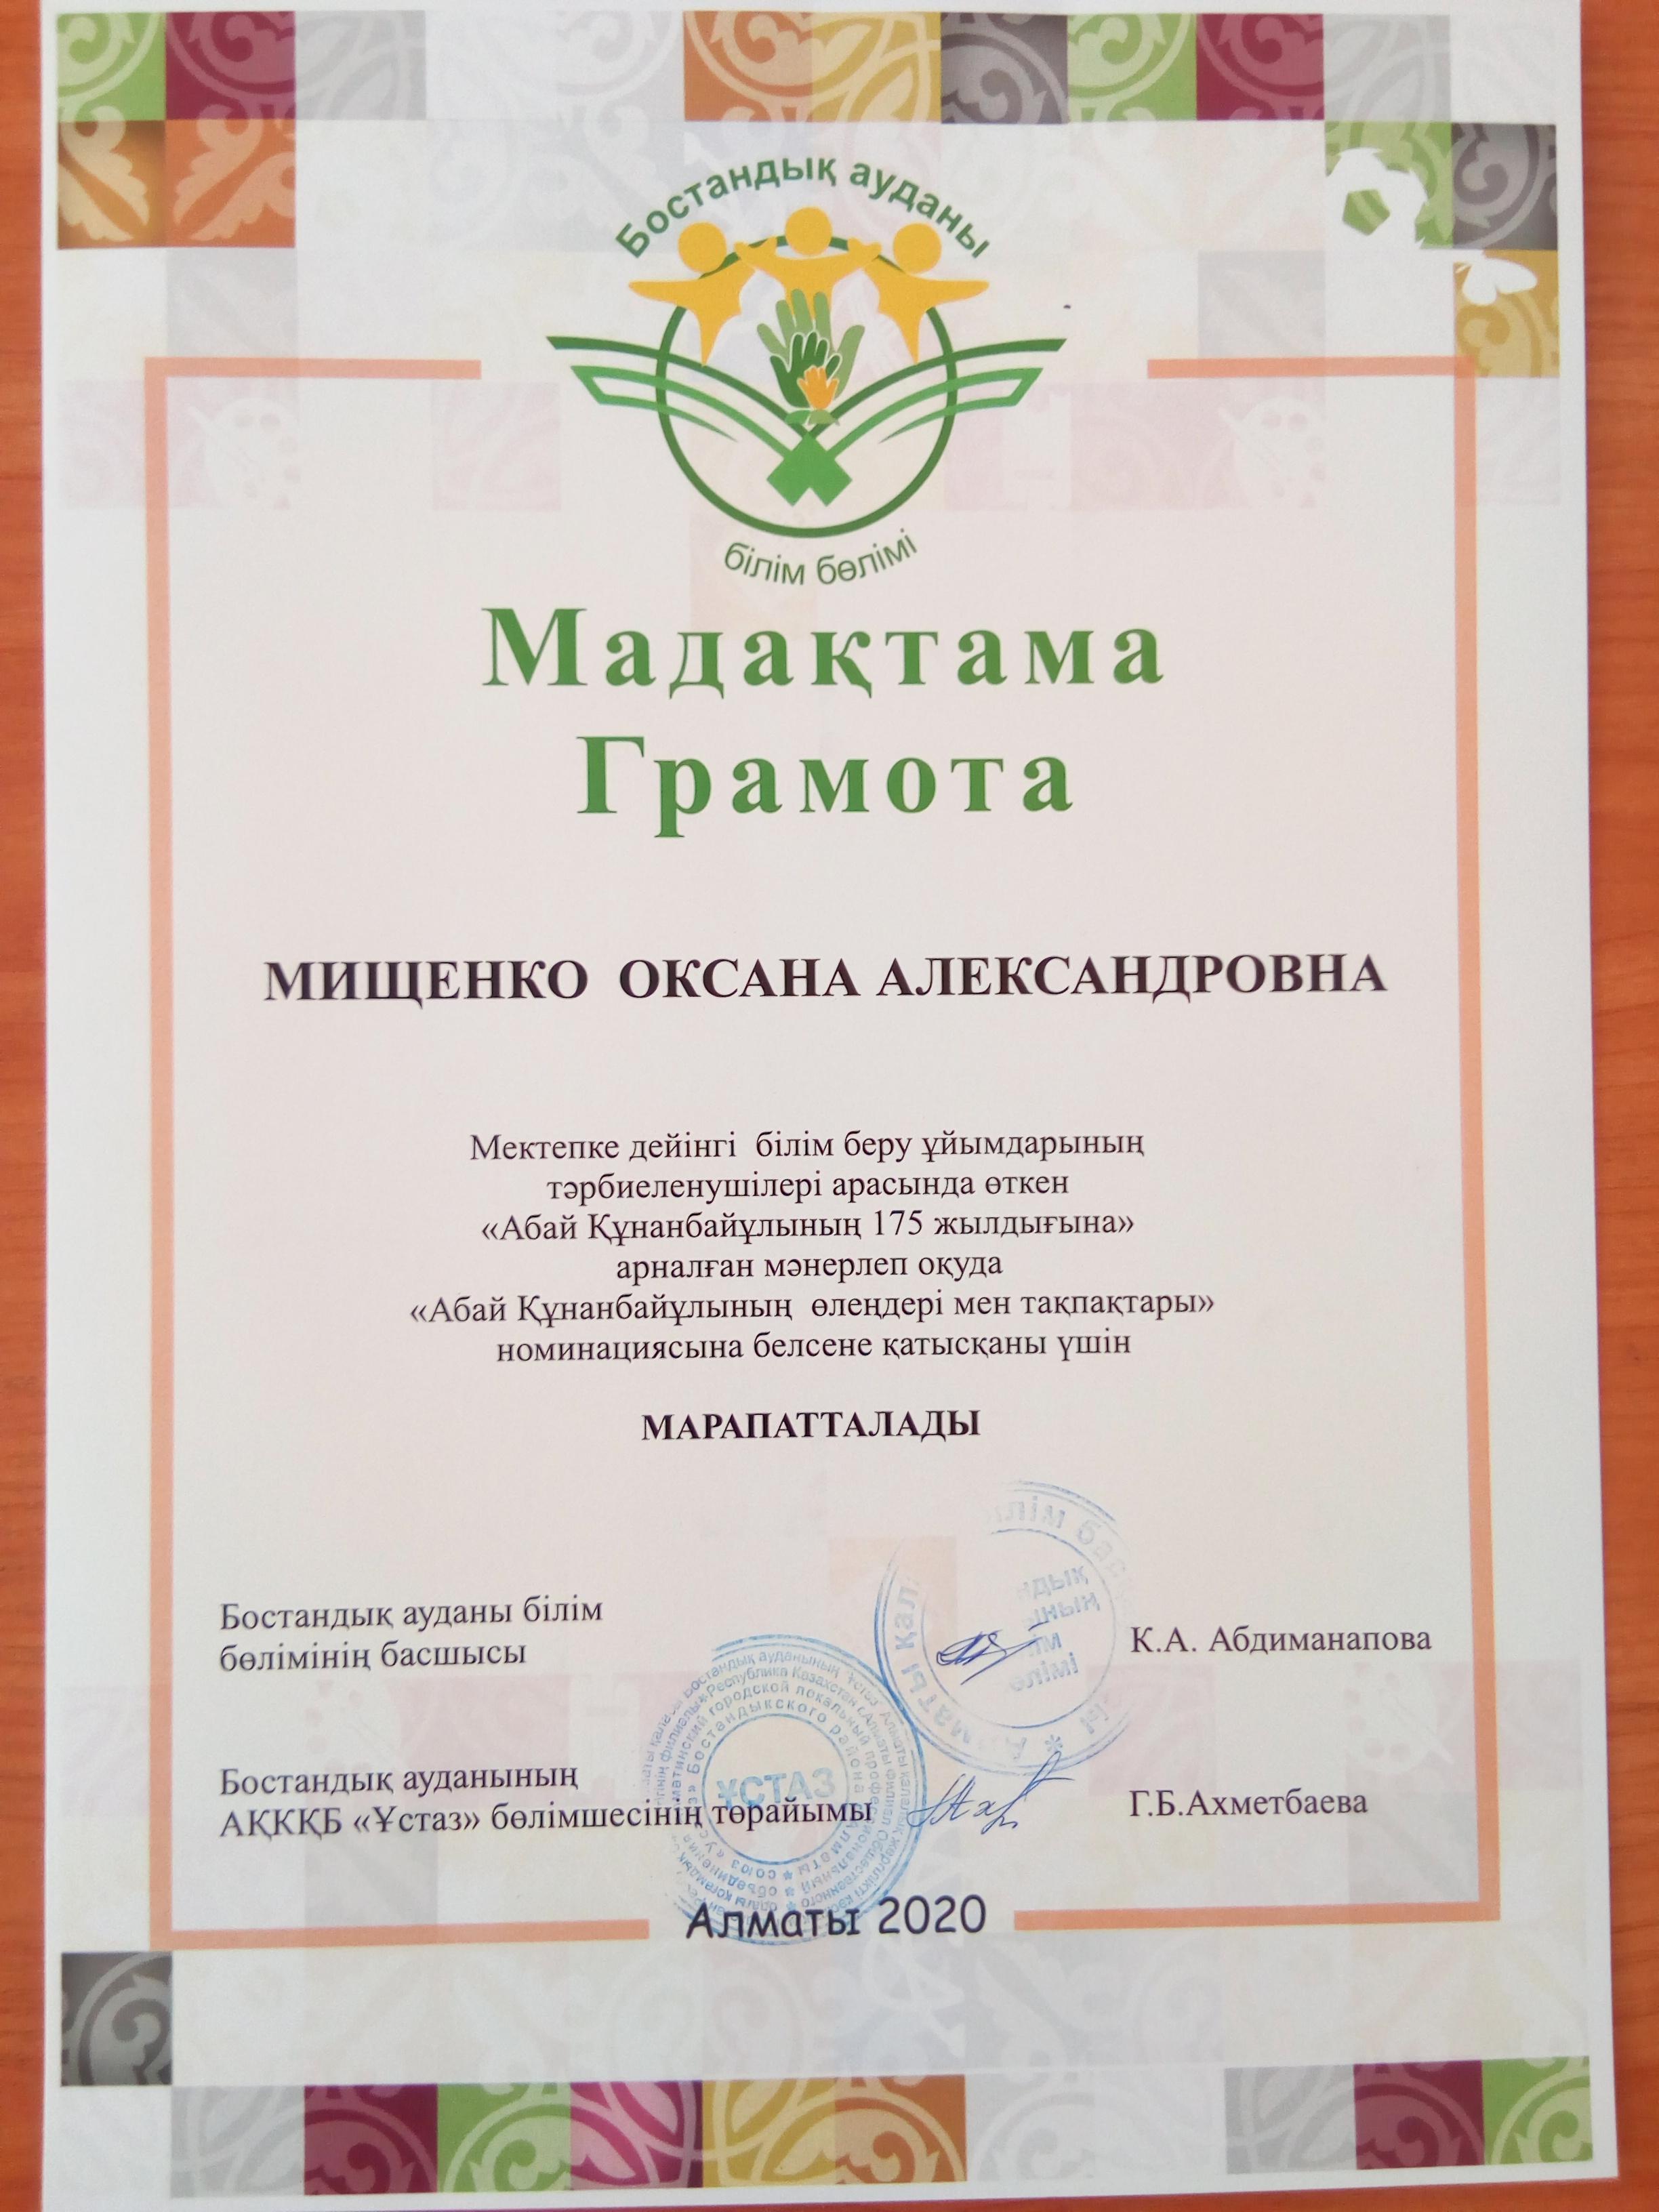 Бостандық ауданы
білім бөлімі
Мадақтама
Грамота
МИЩЕНКО ОКСАНА АЛЕКСАНДРОВНА
Мектепке дейінгі білім беру ұйымдарының
тәрбиеленушілері арасында өткен
«Абай Құнанбайұлының 175 жылдығына»
арналған мәнерлеп оқуда
«Абай Құнанбайұлының өлеңдері мен тақпақтары»
номинациясына белсене қатысқаны үшін
МАРАПАТТАЛАДЫ
Бостандық ауданы білім
бөлімінің басшысы
К.А. Абдиманапова
Бостандық ауданының
АҚКҚБ «Ұстаз» бөлімшесінің төрайымы
Г.Б.Ахметбаева
ҰСТАЗ
Алматы 2020